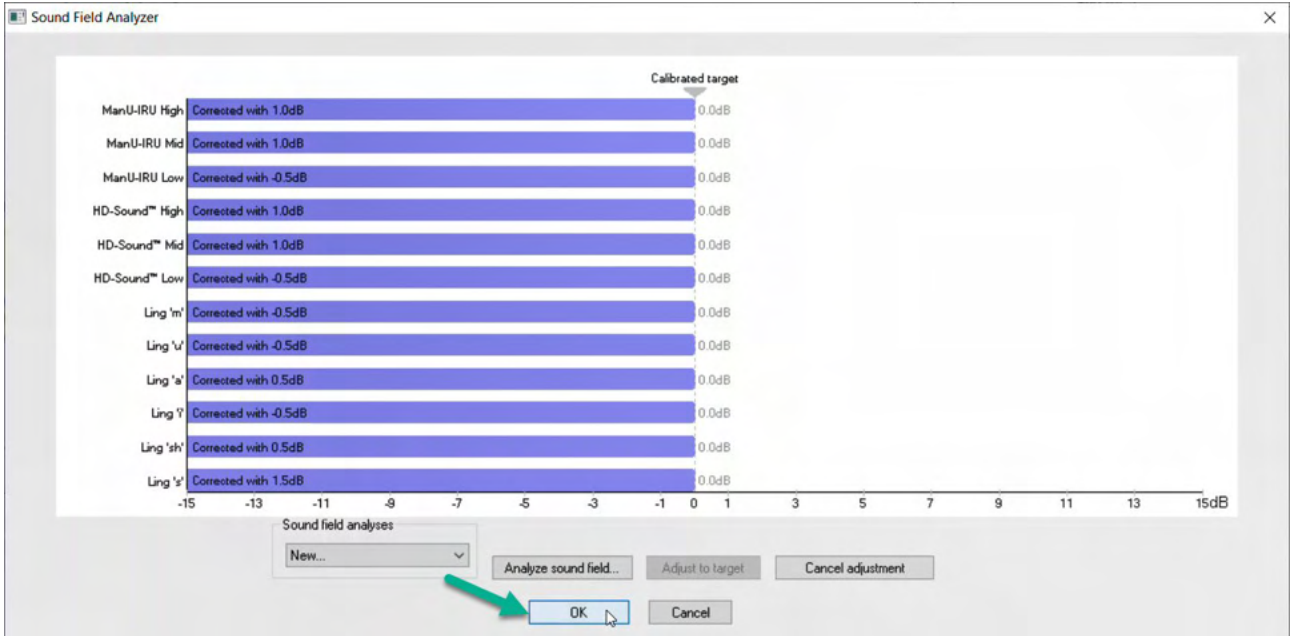 Sound Field Analyzer
Calibrated target
ManU-IRU High Corrected with 1.0dB 0.0dB
ManU-IRU Mid Corrected with 1.0dB 0.0dB
ManU-IRU Low Corrected with -0.5dB 0.0dB
HD-Sound™ High Corrected with 1.0dB 0.0dB
HD-Sound™ Mid Corrected with 1.0dB 0.0dB
HD-Sound™ Low Corrected with -0.5dB 0.0dB
Ling 'm' Corrected with -0.5dB 0.0dB
Ling 'u' Corrected with -0.5dB 0.0dB
Ling 'a' Corrected with 0.5dB 0.0dB
Ling 'i' Corrected with -0.5dB 0.0dB
Ling 'sh' Corrected with 0.5dB 0.0dB
Ling 's' Corrected with 1.5dB 0.0dB
-15 -13 -11 -9 -7 -5 -3 -1 0 1 3 5 7 9 11 13 15dB
Sound field analyses
New... Analyze sound field... Adjust to target Cancel adjustment
OK Cancel